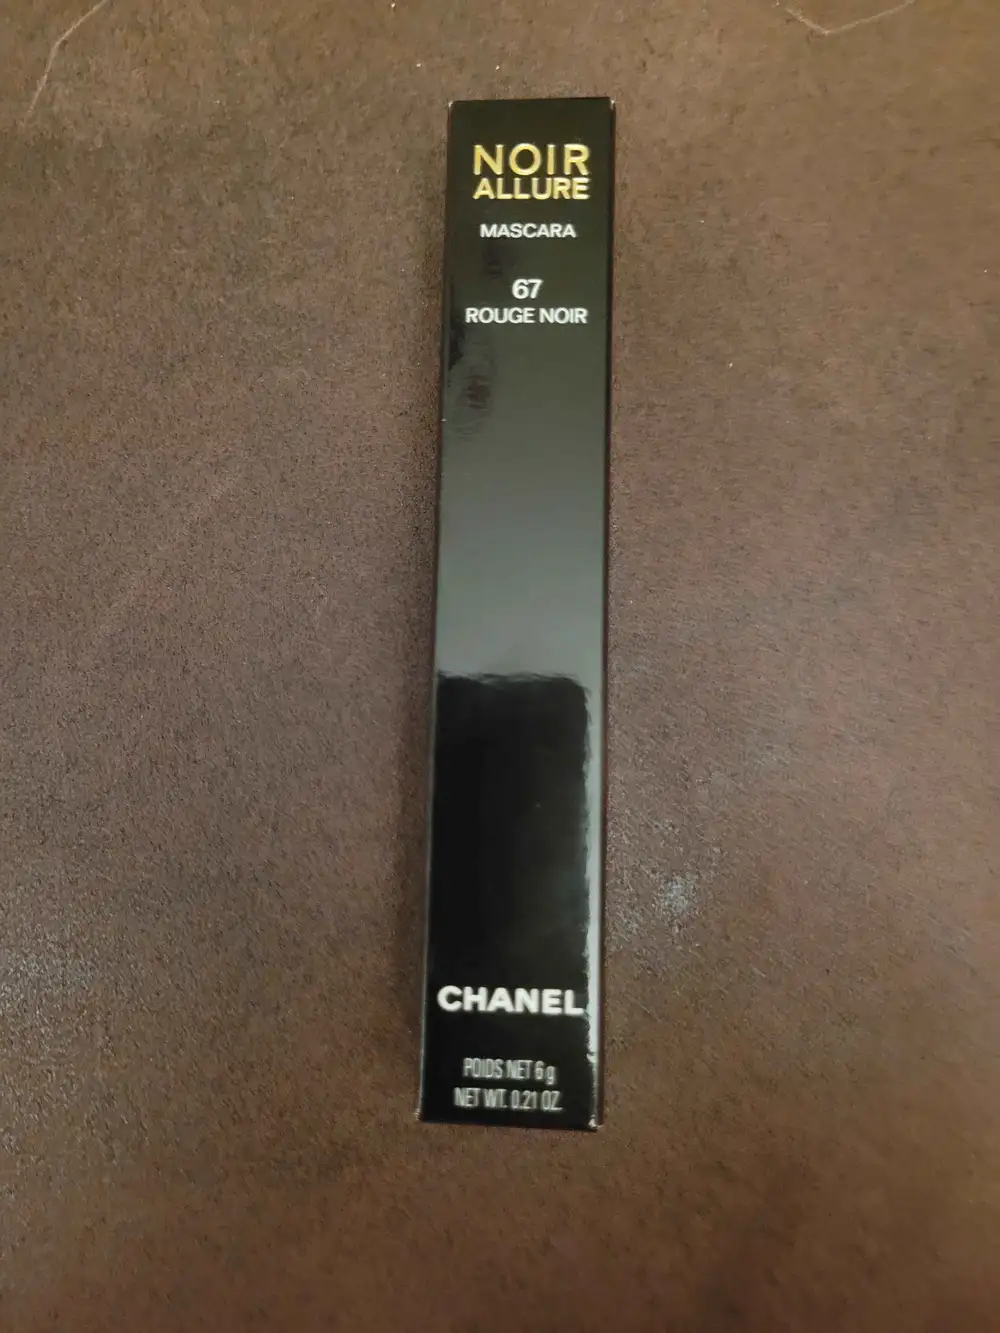 NOIR
ALLURE
MASCARA
67
ROUGE NOIR
CHANEL
POIDS NET 6 g
NET WT. 0.21 OZ.